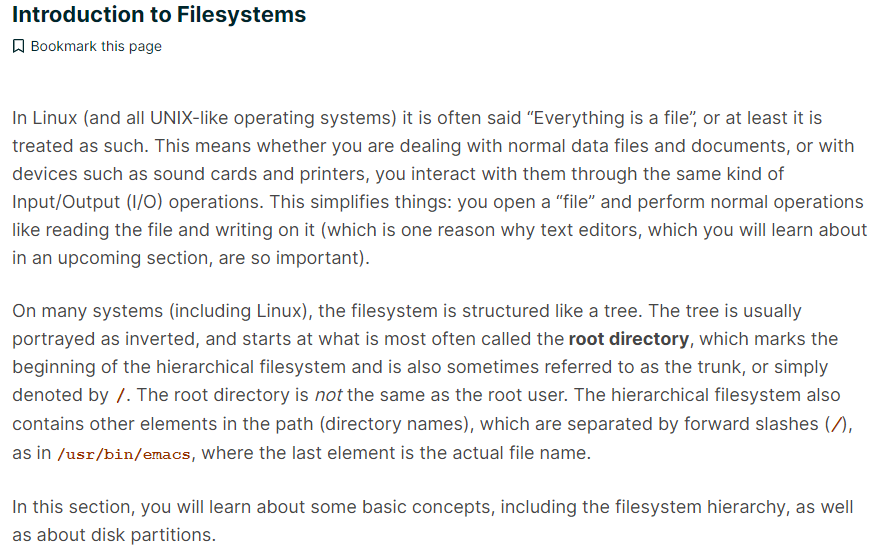 Introduction to Filesystems
Bookmark this page
In Linux (and all UNIX-like operating systems) it is often said “Everything is a file”, or at least it is
treated as such. This means whether you are dealing with normal data files and documents, or with
devices such as sound cards and printers, you interact with them through the same kind of
Input/Output (I/O) operations. This simplifies things: you open a “file” and perform normal operations
like reading the file and writing on it (which is one reason why text editors, which you will learn about
in an upcoming section, are so important).
On many systems (including Linux), the filesystem is structured like a tree. The tree is usually
portrayed as inverted, and starts at what is most often called the root directory, which marks the
beginning of the hierarchical filesystem and is also sometimes referred to as the trunk, or simply
denoted by /. The root directory is not the same as the root user. The hierarchical filesystem also
contains other elements in the path (directory names), which are separated by forward slashes (/),
as in /usr/bin/emacs, where the last element is the actual file name.
In this section, you will learn about some basic concepts, including the filesystem hierarchy, as well
as about disk partitions.